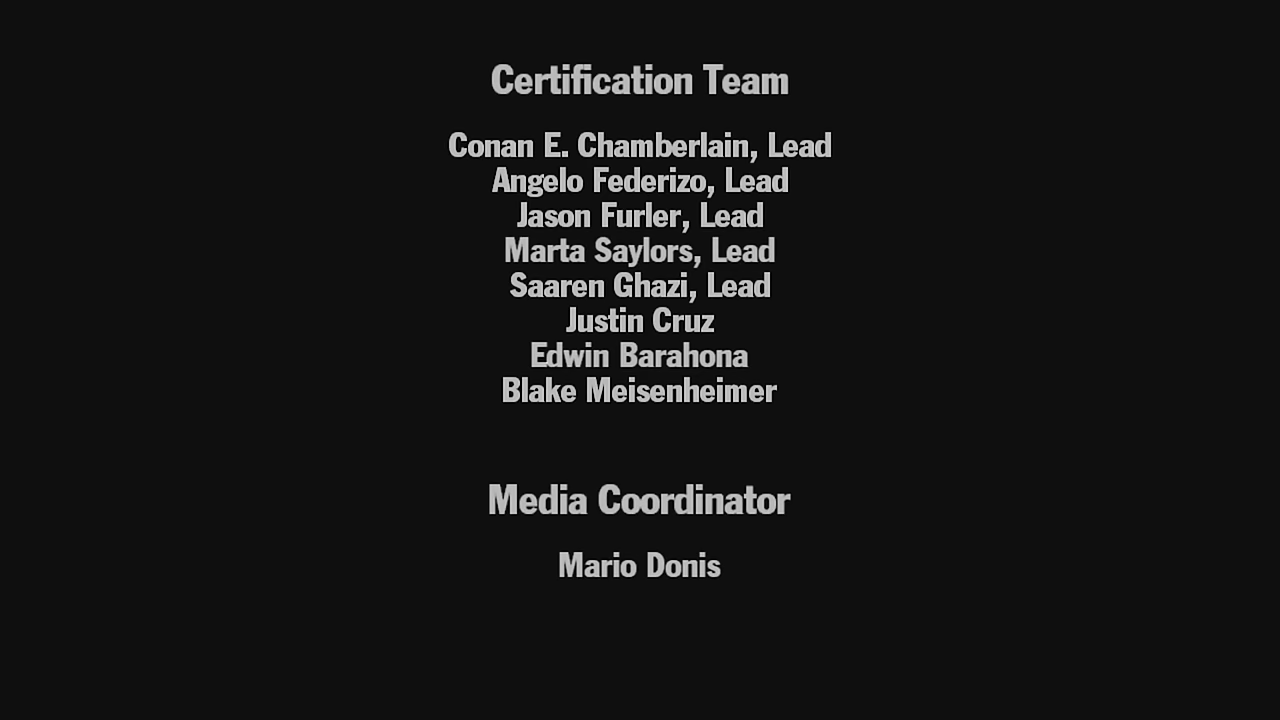 Certification Team
Conan E. Chamberlain, Lead
Angelo Federizo, Lead
Jason Furler, Lead
Marta Saylors, Lead
Saaren Ghazi, Lead
Justin Cruz
Edwin Barahona
Blake Meisenheimer
Media Coordinator
Mario Donis